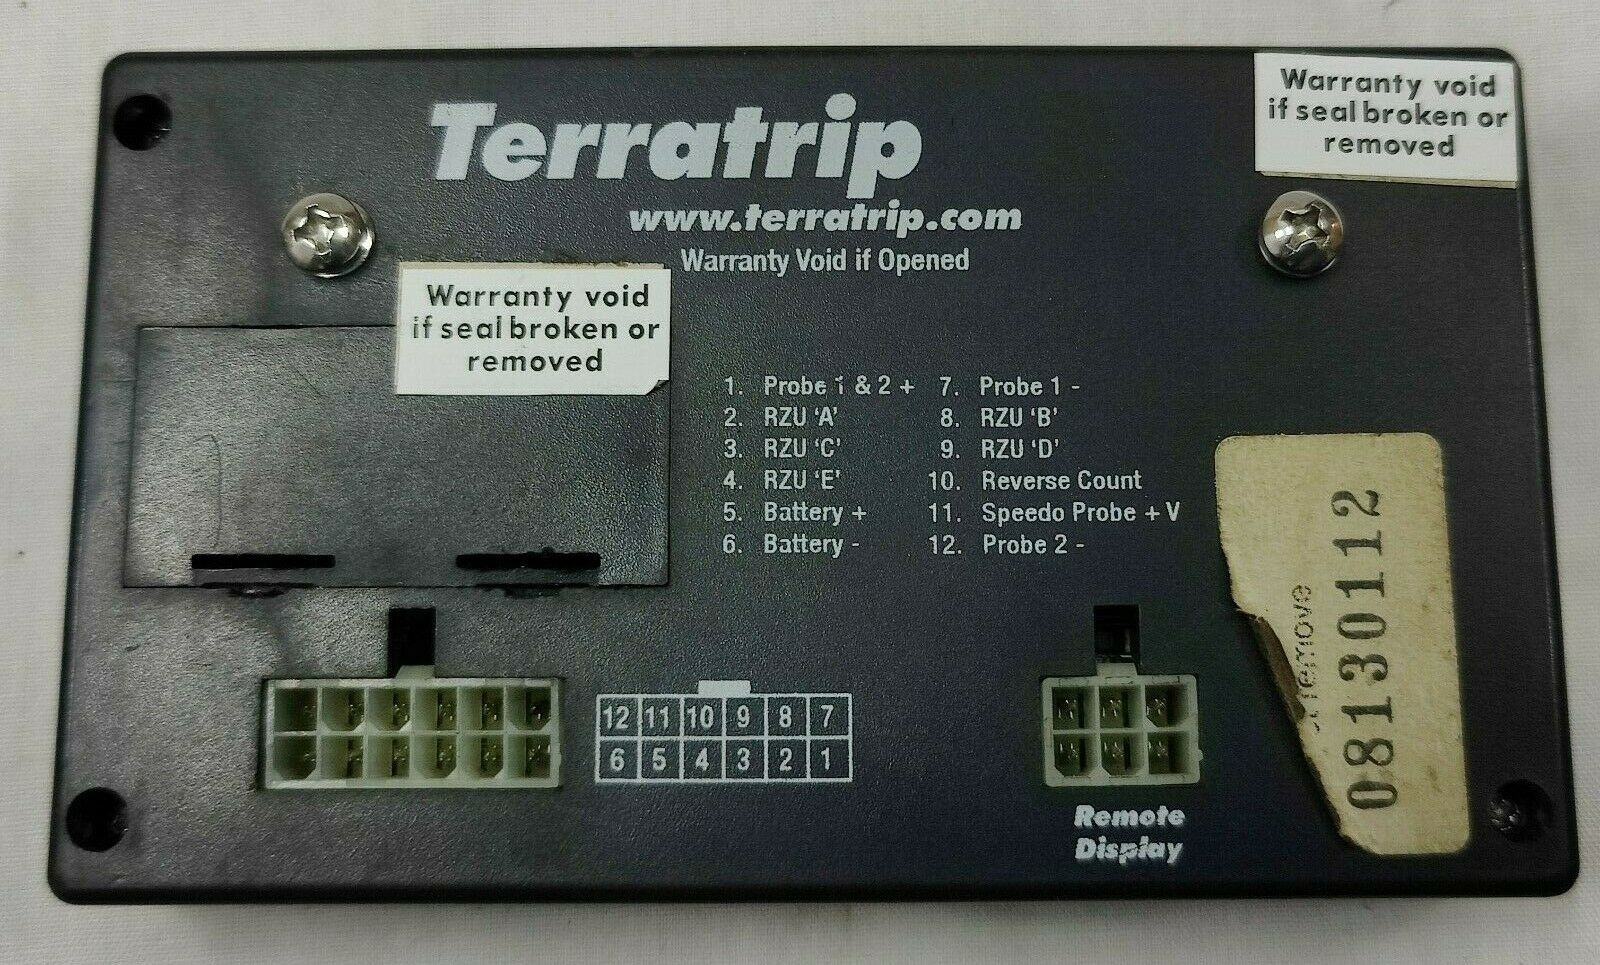 Terratrip
www.terratrip.com
Warranty Void if Opened
Warranty void
if seal broken or
removed
Warranty void
if seal broken or
removed
1. Probe 1 & 2 + 7. Probe 1 -
2. RZU ‘A’ 8. RZU ‘B’
3. RZU ‘C’ 9. RZU ‘D’
4. RZU ‘E’ 10. Reverse Count
5. Battery + 11. Speedo Probe + V
6. Battery - 12. Probe 2 -
12 11 10 9 8 7
6 5 4 3 2 1
Remote
Display
remove
08130112